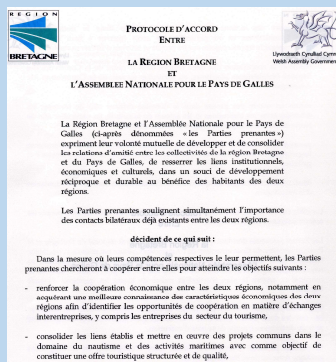 REGION
BRETAGNE
PROTOCOLE D'ACCORD
ENTRE
LA REGION BRETAGNE
ET
L'ASSEMBLEE NATIONALE POUR LE PAYS DE GALLES
Llywodraeth Cynulliad Cymru
Welsh Assembly Government
La Région Bretagne et l'Assemblée Nationale pour le Pays de
Galles (ci-après dénommées « les Parties prenantes »)
expriment leur volonté mutuelle de développer et de consolider
les relations d'amitié entre les collectivités de la région Bretagne
et du Pays de Galles, de resserrer les liens institutionnels,
économiques et culturels, dans un souci de développement
réciproque et durable au bénéfice des habitants des deux
régions.
Les Parties prenantes soulignent simultanément l'importance
des contacts bilatéraux déjà existants entre les deux régions.
décident de ce qui suit :
Dans la mesure où leurs compétences respectives le leur permettent, les Parties
prenantes chercheront à coopérer entre elles pour atteindre les objectifs suivants :
- renforcer la coopération économique entre les deux régions, notamment en
acquérant une meilleure connaissance des caractéristiques économiques des deux
régions afin d'identifier les opportunités de coopération en matière d'échanges
interentreprises, y compris les entreprises du secteur du tourisme,
- consolider les liens établis et mettre en œuvre des projets communs dans le
domaine du nautisme et des activités maritimes avec comme objectif de
constituer une offre touristique structurée et de qualité,